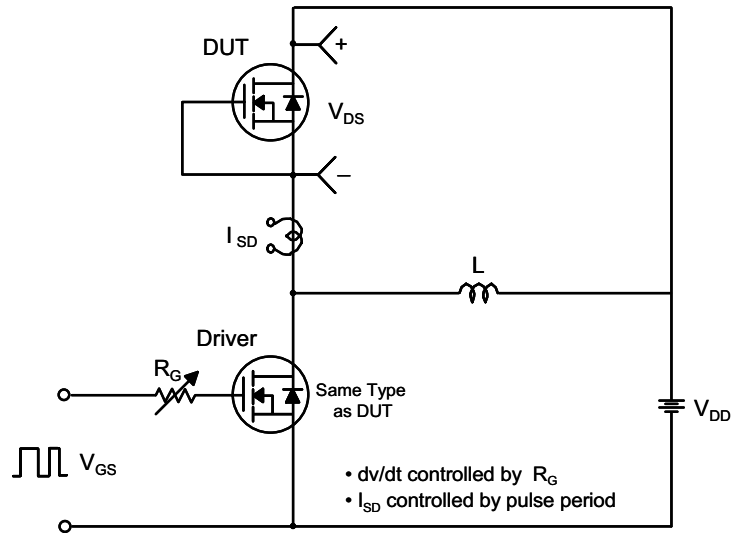 DUT
+
V_DS
–
I_SD
L
Driver
R_G
Same Type
as DUT
V_DD
V_GS
• dv/dt controlled by R_G
• I_SD controlled by pulse period